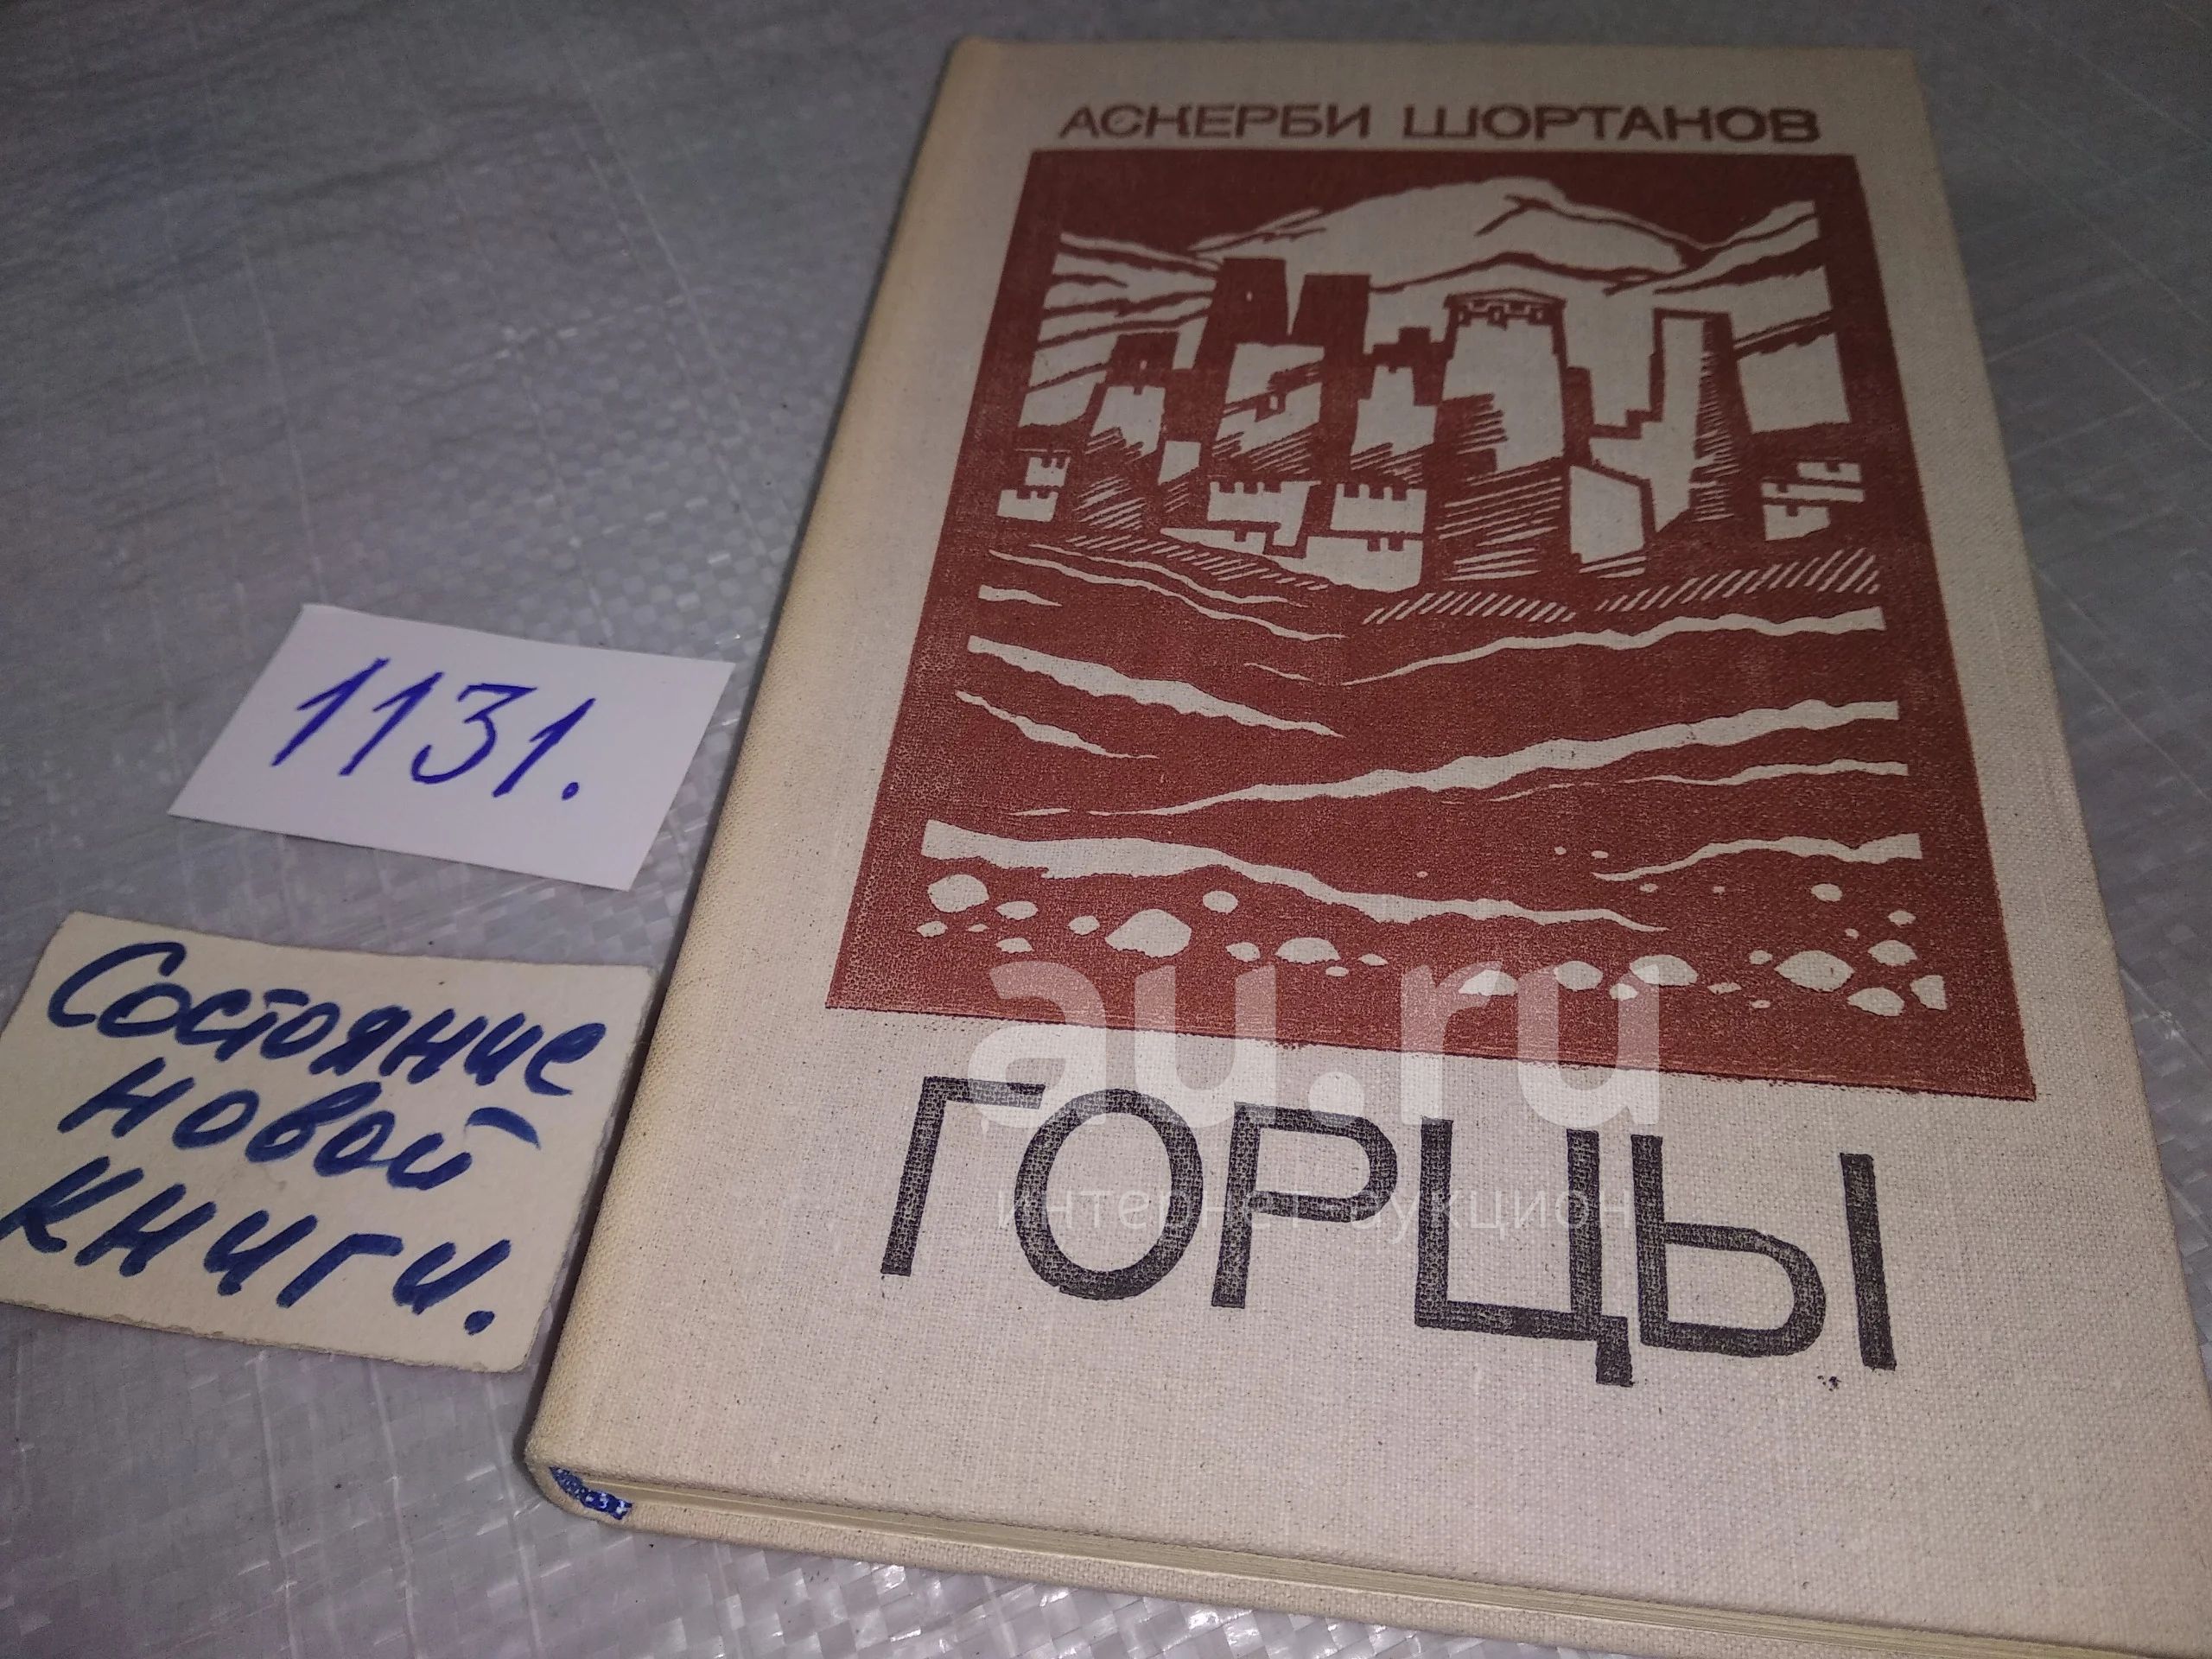 АСКЕРБИ ШОРТАНОВ
1131.
Состояние
новой
книги.
au.ru
ГОРЦЫ
интернет-аукцион